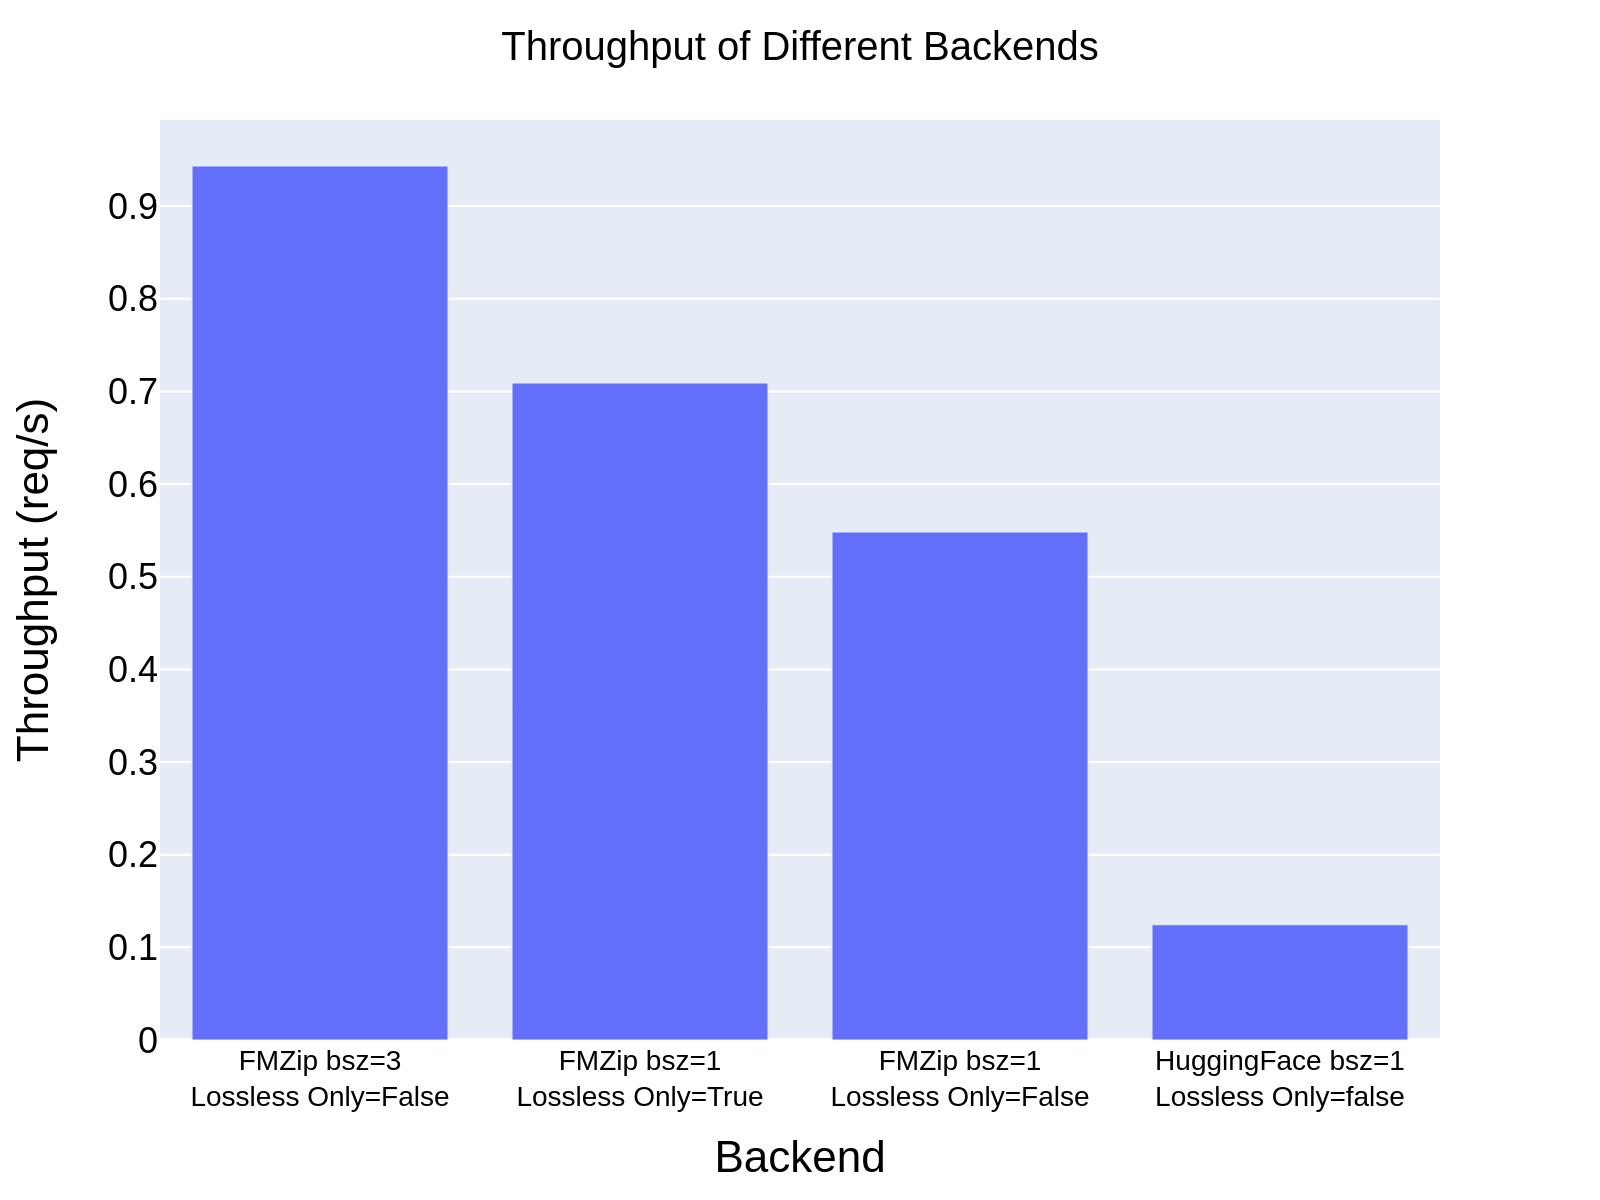 Throughput of Different Backends
Throughput (req/s)
0.9
0.8
0.7
0.6
0.5
0.4
0.3
0.2
0.1
0
FMZip bsz=3
Lossless Only=False
FMZip bsz=1
Lossless Only=True
FMZip bsz=1
Lossless Only=False
HuggingFace bsz=1
Lossless Only=false
Backend